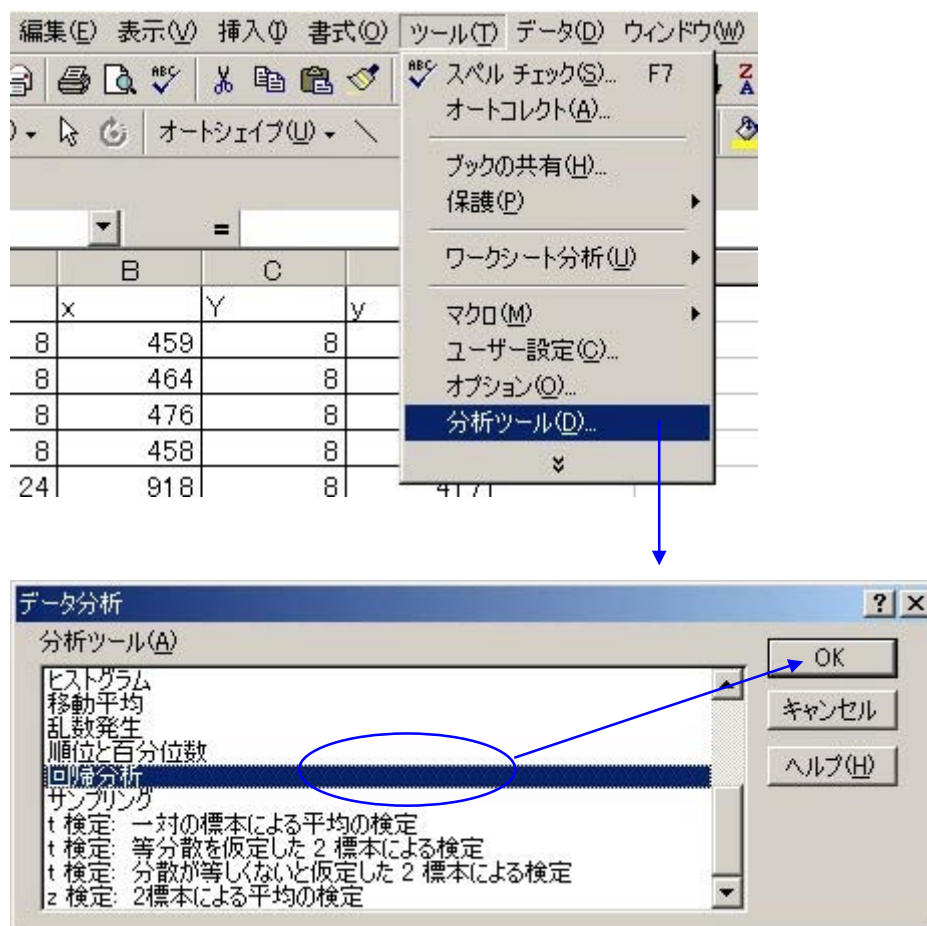 編集(E) 表示(V) 挿入(I) 書式(O) ツール(T) データ(D) ウィンドウ(W)
ABC ABC スペル チェック(S)... F7 Z A
オートシェイプ(U) オートコレクト(A)...
ブックの共有(H)...
保護(P)
=
ワークシート分析(U)
B C
x Y y
マクロ(M)
8 459 8
ユーザー設定(C)...
8 464 8
オプション(O)...
8 476 8
分析ツール(D)...
8 458 8
24 918 8 417
データ分析 ? ×
分析ツール(A)
OK
ヒストグラム
移動平均
キャンセル
乱数発生
順位と百分位数
回帰分析
ヘルプ(H)
サンプリング
t 検定: 一対の標本による平均の検定
t 検定: 等分散を仮定した 2 標本による検定
t 検定: 分散が等しくないと仮定した 2 標本による検定
z 検定: 2標本による平均の検定